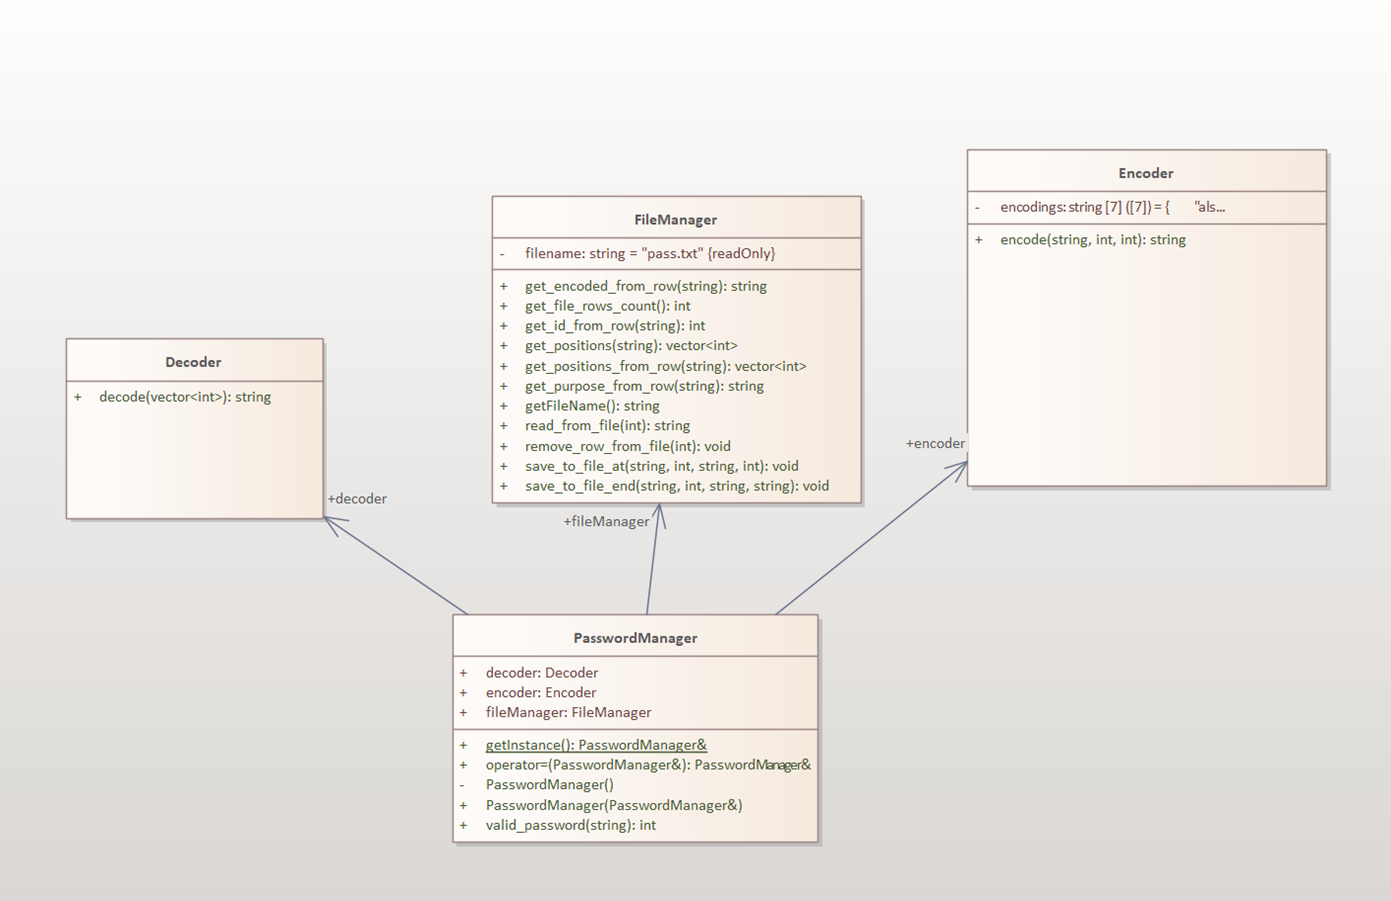 Encoder
- encodings: string [7] ([7]) = { "als...
+ encode(string, int, int): string
FileManager
- filename: string = "pass.txt" {readOnly}
+ get_encoded_from_row(string): string
+ get_file_rows_count(): int
+ get_id_from_row(string): int
+ get_positions(string): vector<int>
+ get_positions_from_row(string): vector<int>
+ get_purpose_from_row(string): string
+ getFileName(): string
+ read_from_file(int): string
+ remove_row_from_file(int): void
+ save_to_file_at(string, int, string, int): void
+ save_to_file_end(string, int, string, string): void
Decoder
+ decode(vector<int>): string
+encoder
+decoder
+fileManager
PasswordManager
+ decoder: Decoder
+ encoder: Encoder
+ fileManager: FileManager
+ getInstance(): PasswordManager&
+ operator=(PasswordManager&): PasswordManager&
- PasswordManager()
+ PasswordManager(PasswordManager&)
+ valid_password(string): int